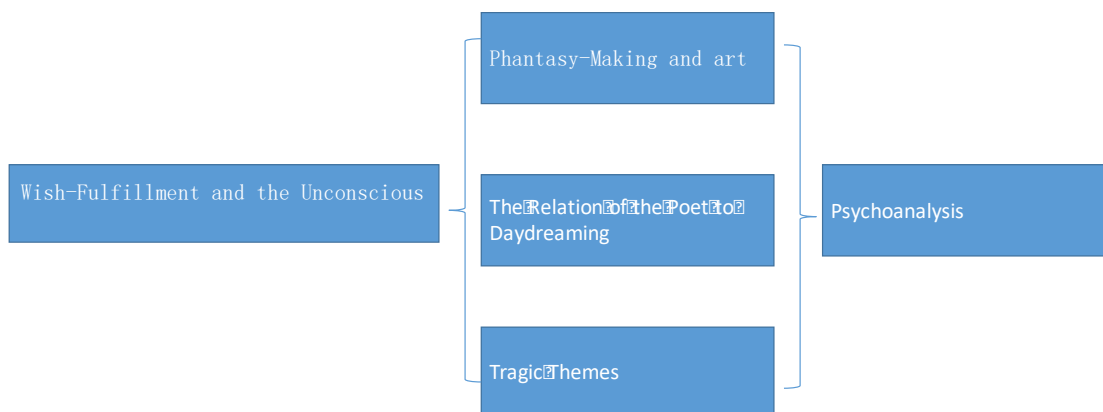 Phantasy-Making and art
Wish-Fulfillment and the Unconscious
The Relation of the Poet to
Daydreaming
Psychoanalysis
Tragic Themes